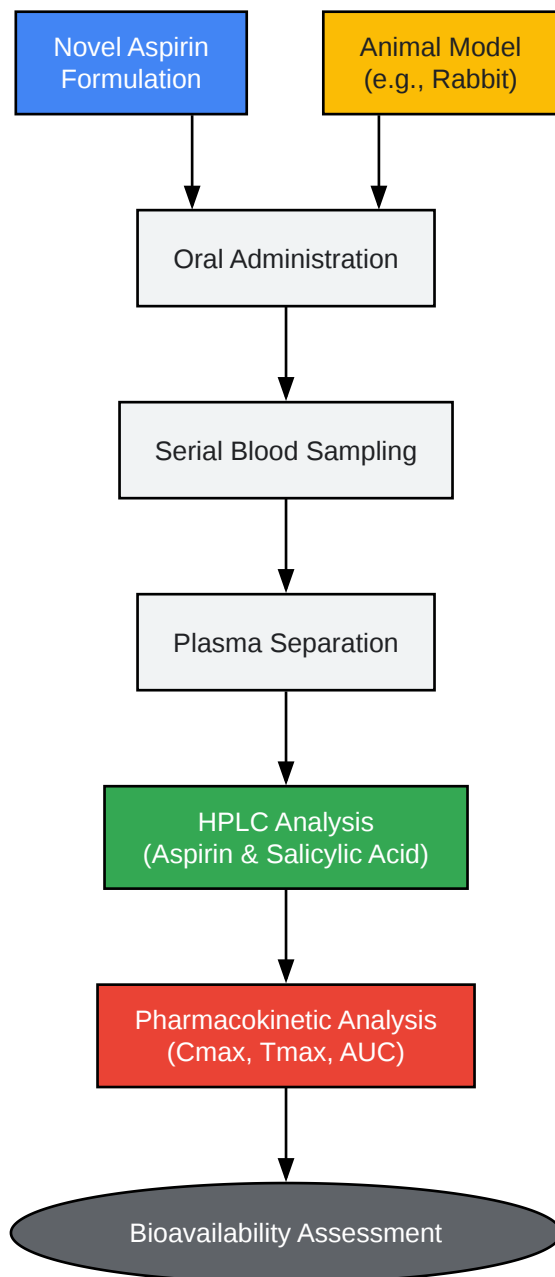 Novel Aspirin
Formulation
Animal Model
(e.g., Rabbit)
Oral Administration
Serial Blood Sampling
Plasma Separation
HPLC Analysis
(Aspirin & Salicylic Acid)
Pharmacokinetic Analysis
(Cmax, Tmax, AUC)
Bioavailability Assessment